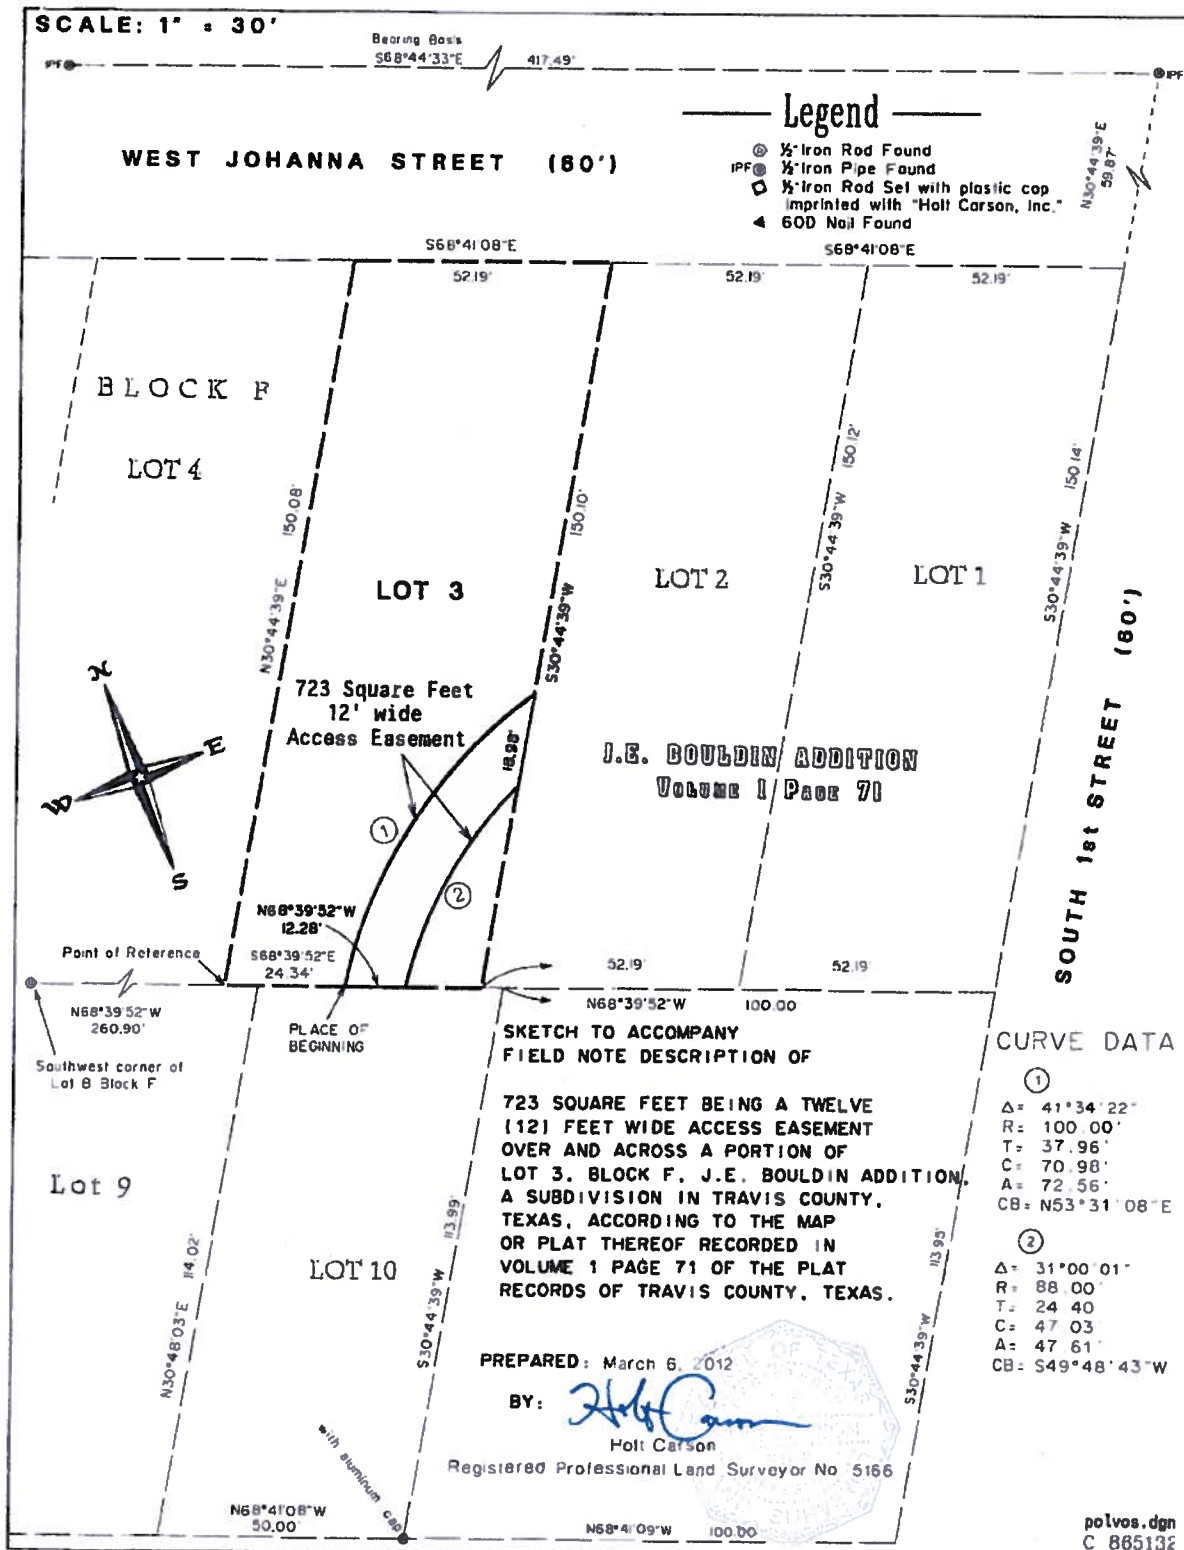 SCALE: 1" = 30'
Bearing Basis
S68°44'33"E 417.49'
IPF
IPF
Legend
WEST JOHANNA STREET (60')
½" Iron Rod Found
IPF ½" Iron Pipe Found
½" Iron Rod Set with plastic cap
imprinted with "Holt Carson, Inc."
60D Nail Found
N30°44'39"E
59.87'
S68°41'08"E
S68°41'08"E
52.19'
52.19'
52.19'
BLOCK F
LOT 4
N30°44'39"E 150.08'
LOT 3
S30°44'39"W 150.10'
LOT 2
S30°44'39"W 150.12'
LOT 1
S30°44'39"W 150.14'
SOUTH 1st STREET (80')
N
E
W
S
723 Square Feet
12' wide
Access Easement
18.98'
J.E. BOULDIN ADDITION
VOLUME 1 PAGE 71
1
2
N68°39'52"W
12.28'
Point of Reference
S68°39'52"E
24.34'
52.19'
52.19'
N68°39'52"W
260.90'
N68°39'52"W 100.00
PLACE OF
BEGINNING
Southwest corner of
Lot 8 Block F
SKETCH TO ACCOMPANY
FIELD NOTE DESCRIPTION OF
723 SQUARE FEET BEING A TWELVE
(12) FEET WIDE ACCESS EASEMENT
OVER AND ACROSS A PORTION OF
LOT 3, BLOCK F, J.E. BOULDIN ADDITION,
A SUBDIVISION IN TRAVIS COUNTY,
TEXAS, ACCORDING TO THE MAP
OR PLAT THEREOF RECORDED IN
VOLUME 1 PAGE 71 OF THE PLAT
RECORDS OF TRAVIS COUNTY, TEXAS.
CURVE DATA
1
Δ= 41°34'22"
R= 100.00'
T= 37.96'
C= 70.98'
A= 72.56'
CB= N53°31'08"E
2
Δ= 31°00'01"
R= 88.00'
T= 24.40
C= 47.03
A= 47.61
CB= S49°48'43"W
Lot 9
N30°48'03"E 114.02'
LOT 10
S30°44'39"W 113.99'
S30°44'39"W 113.95'
PREPARED: March 6, 2012
BY: Holt Carson
Holt Carson
Registered Professional Land Surveyor No. 5166
with aluminum cap
N68°41'08"W
50.00'
N68°41'09"W 100.00
polvos.dgn
C 865132